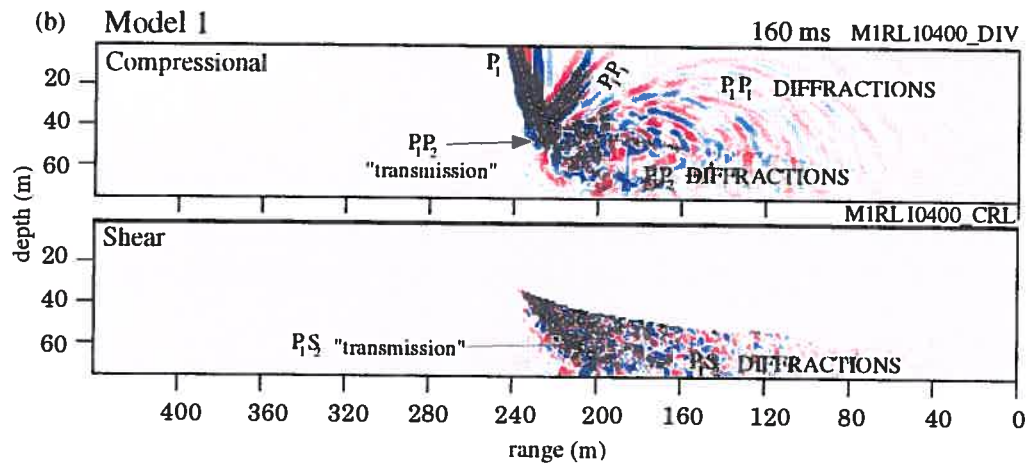 (b) Model 1
160 ms M1RL10400_DIV
Compressional
P₁
P₁P₁
P₁P₁ DIFFRACTIONS
P₁P₂
"transmission"
P₁P₂ DIFFRACTIONS
20
40
60
depth (m)
M1RL10400_CRL
Shear
P₁S₂ "transmission"
P₁S₂ DIFFRACTIONS
20
40
60
400 360 320 280 240 200 160 120 80 40 0
range (m)